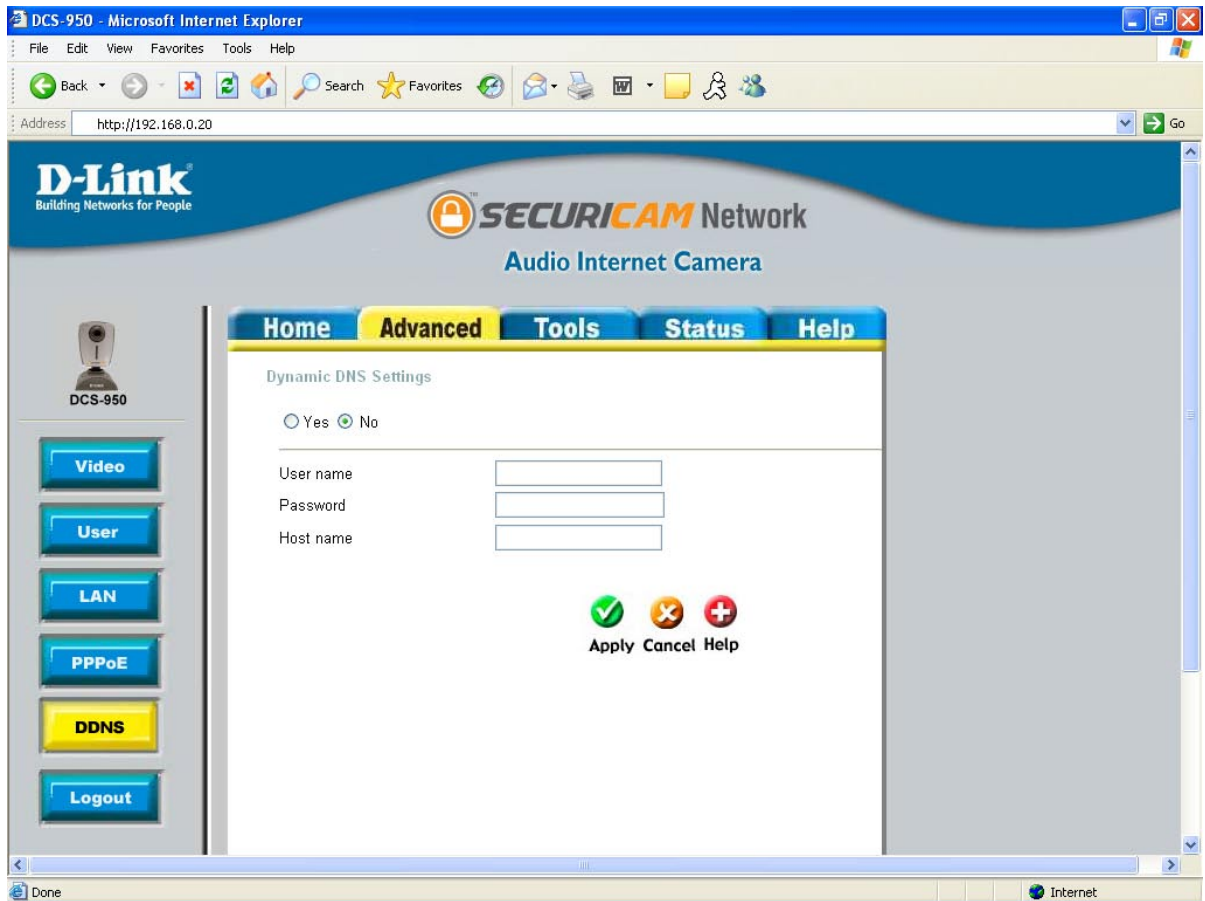 DCS-950 - Microsoft Internet Explorer
File Edit View Favorites Tools Help
Back Search Favorites
Address http://192.168.0.20 Go
D-Link
Building Networks for People
SECURICAM Network
™
Audio Internet Camera
Home Advanced Tools Status Help
DCS-950
Video
User
LAN
PPPoE
DDNS
Logout
Dynamic DNS Settings
Yes No
User name
Password
Host name
Apply Cancel Help
Done Internet